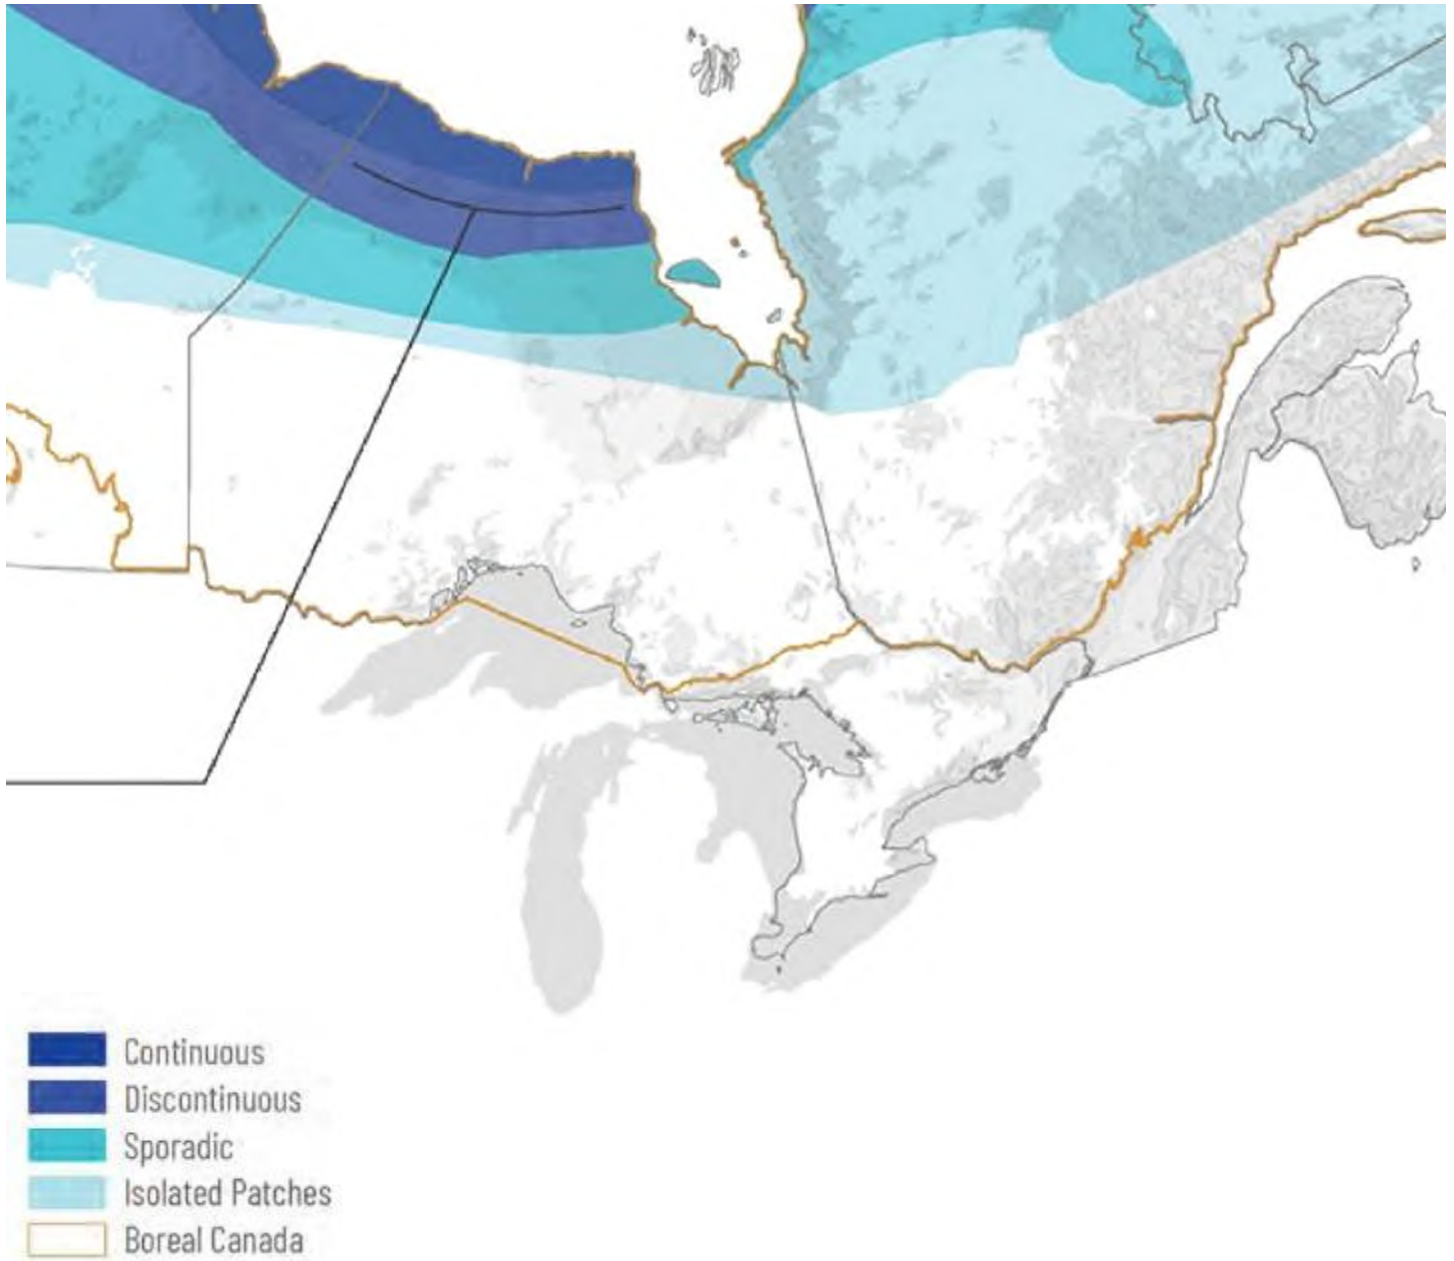 Continuous
Discontinuous
Sporadic
Isolated Patches
Boreal Canada